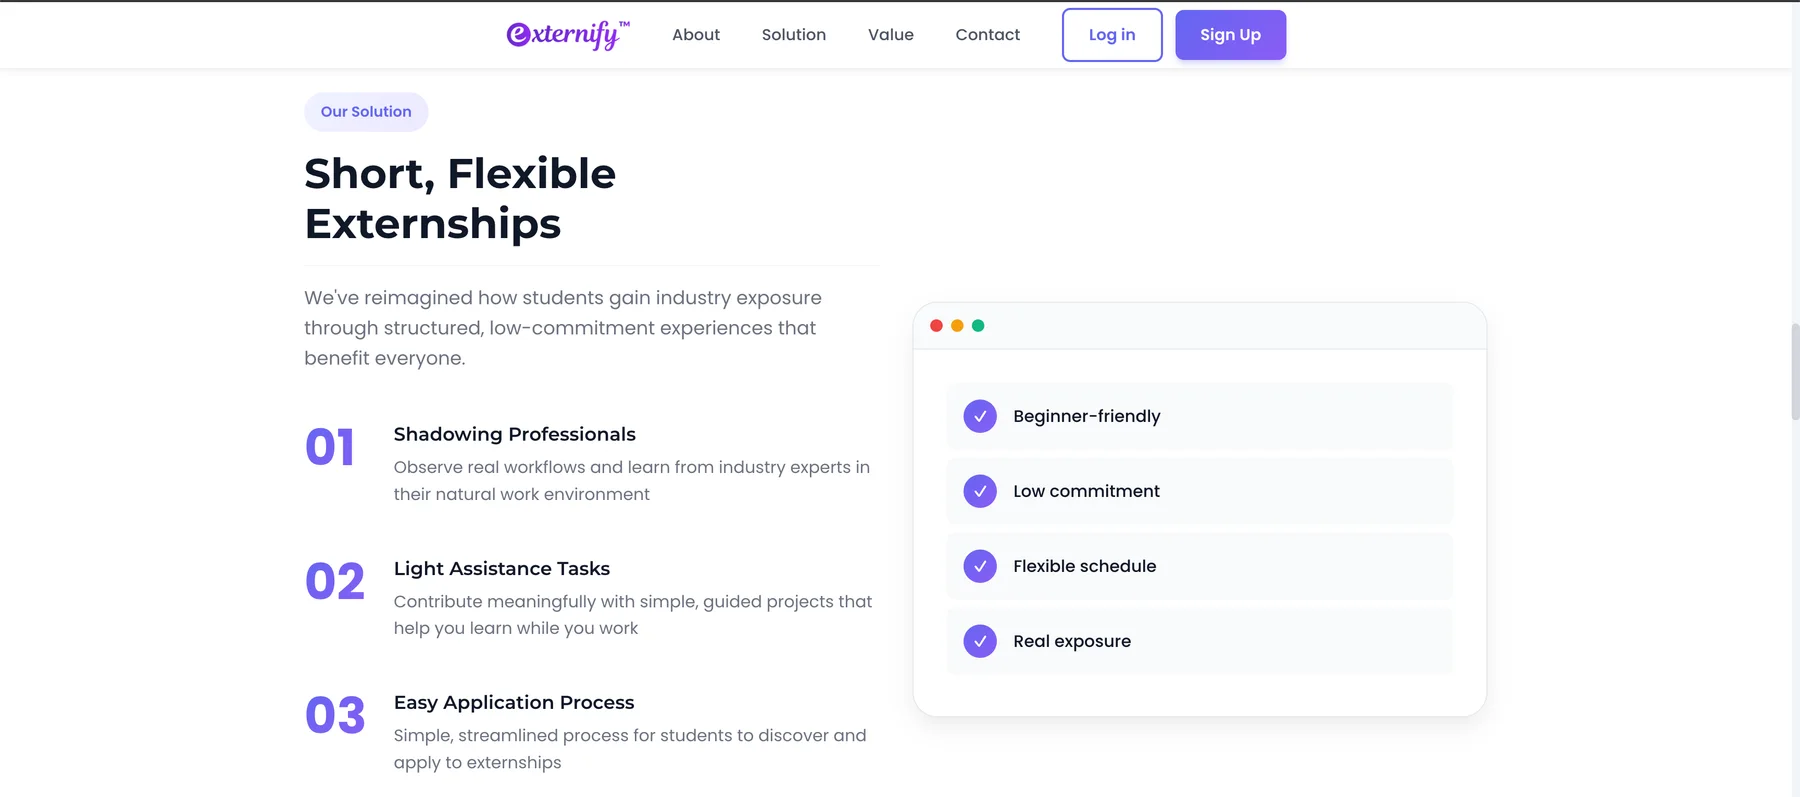 externify™
About
Solution
Value
Contact
Log in
Sign Up
Our Solution
Short, Flexible
Externships
We've reimagined how students gain industry exposure
through structured, low-commitment experiences that
benefit everyone.
01
Shadowing Professionals
Observe real workflows and learn from industry experts in
their natural work environment
02
Light Assistance Tasks
Contribute meaningfully with simple, guided projects that
help you learn while you work
03
Easy Application Process
Simple, streamlined process for students to discover and
apply to externships
Beginner-friendly
Low commitment
Flexible schedule
Real exposure